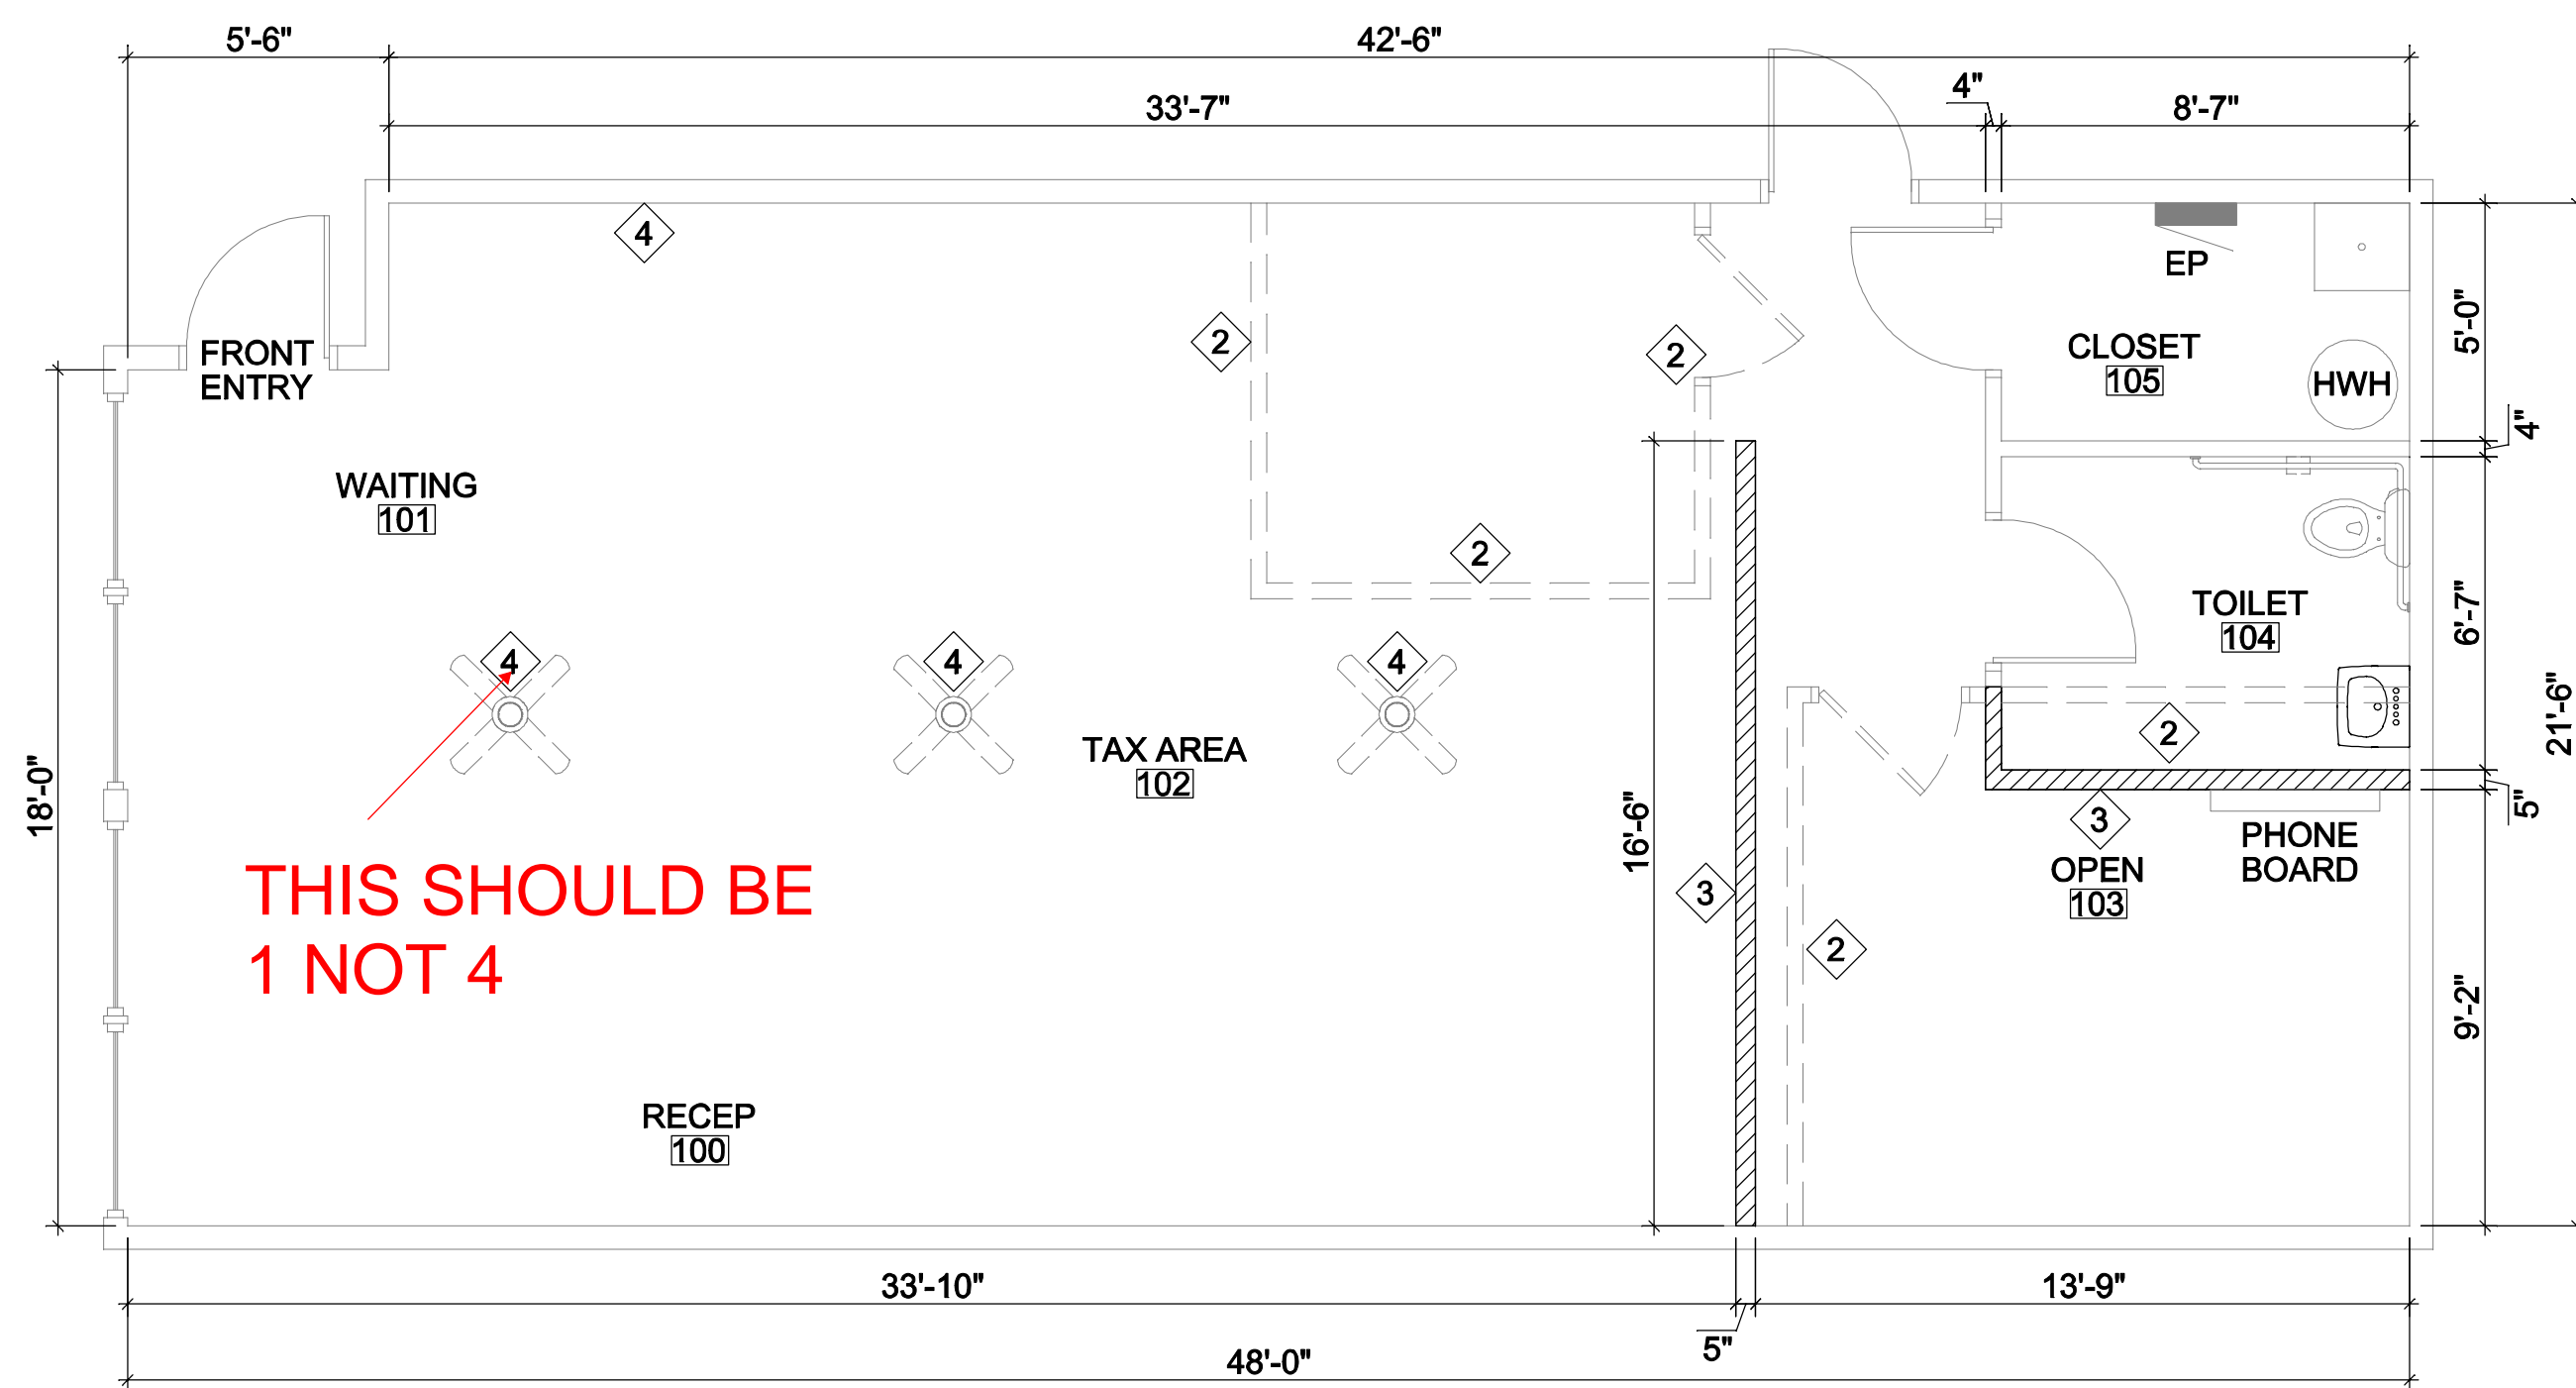 5'-6"
42'-6"
33'-7"
4"
8'-7"
4
EP
FRONT
ENTRY
2
2
CLOSET
105
HWH
5'-0"
4"
WAITING
101
2
TOILET
104
6'-7"
4
4
4
2
21'-6"
TAX AREA
102
18'-0"
16'-6"
3
5"
PHONE
BOARD
OPEN
103
THIS SHOULD BE
1 NOT 4
3
2
9'-2"
RECEP
100
33'-10"
13'-9"
5"
48'-0"